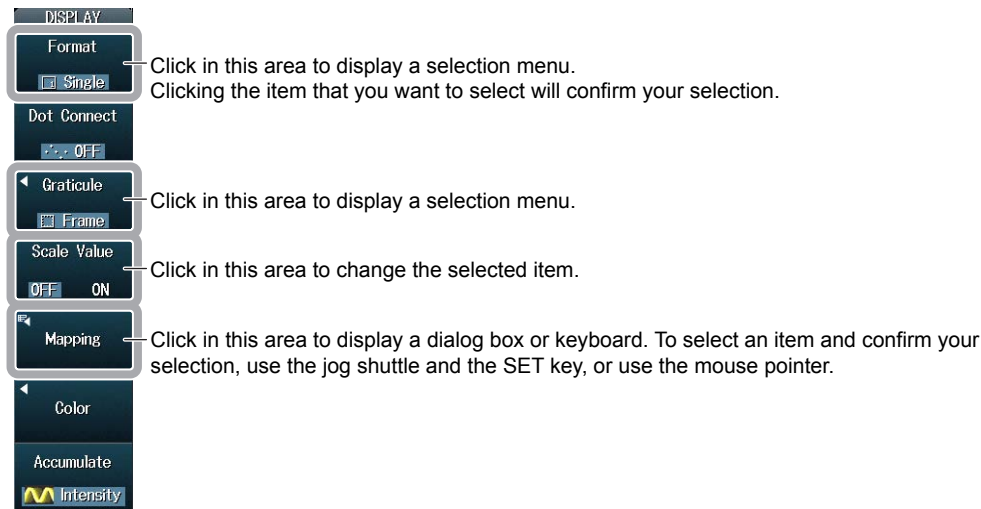 DISPLAY
Format
1 Single
Click in this area to display a selection menu.
Clicking the item that you want to select will confirm your selection.
Dot Connect
OFF
Graticule
Frame
Click in this area to display a selection menu.
Scale Value
OFF ON
Click in this area to change the selected item.
Mapping
Click in this area to display a dialog box or keyboard. To select an item and confirm your
selection, use the jog shuttle and the SET key, or use the mouse pointer.
Color
Accumulate
Intensity